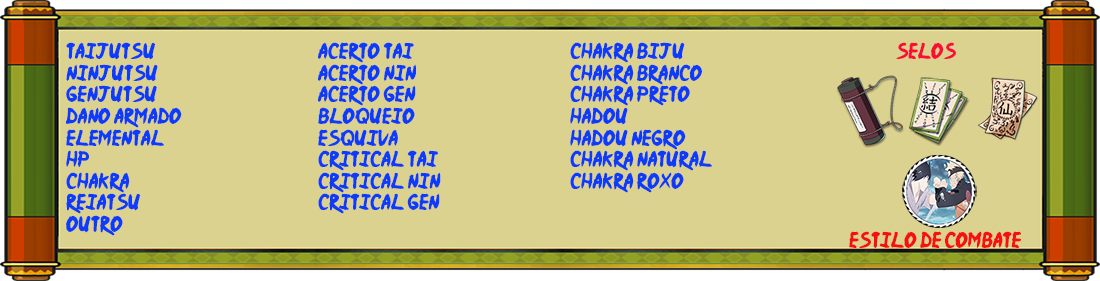 TAIJUTSU
NINJUTSU
GENJUTSU
DANO ARMADO
ELEMENTAL
HP
CHAKRA
REIATSU
OUTRO
ACERTO TAI
ACERTO NIN
ACERTO GEN
BLOQUEIO
ESQUIVA
CRITICAL TAI
CRITICAL NIN
CRITICAL GEN
CHAKRA BIJU
CHAKRA BRANCO
CHAKRA PRETO
HADOU
HADOU NEGRO
CHAKRA NATURAL
CHAKRA ROXO
SELOS
結
仙
ESTILO DE COMBATE